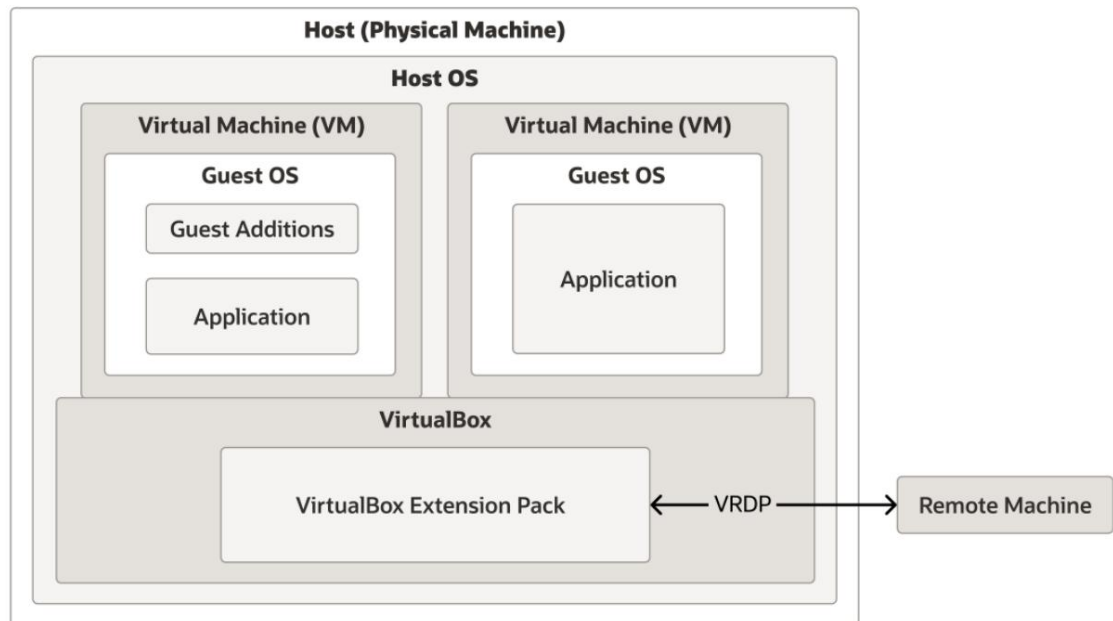 Host (Physical Machine)
Host OS
Virtual Machine (VM)
Guest OS
Guest Additions
Application
Virtual Machine (VM)
Guest OS
Application
VirtualBox
VirtualBox Extension Pack
VRDP
Remote Machine